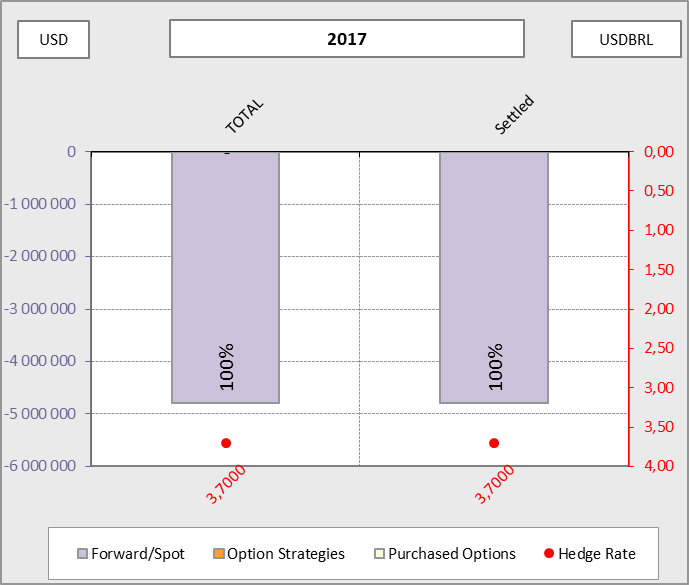 USD
2017
USDBRL
TOTAL
Settled
0
-1 000 000
-2 000 000
-3 000 000
-4 000 000
-5 000 000
-6 000 000
100%
100%
0,00
0,50
1,00
1,50
2,00
2,50
3,00
3,50
4,00
3,7000
3,7000
Forward/Spot
Option Strategies
Purchased Options
Hedge Rate